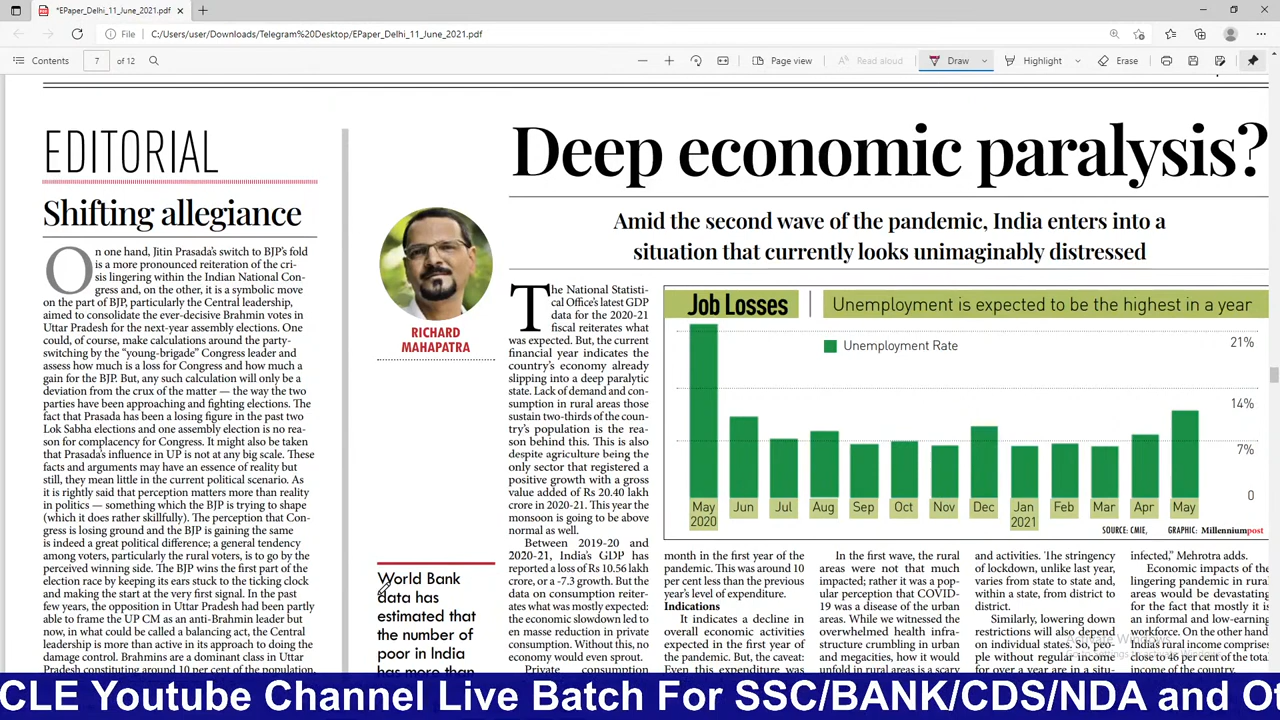 *EPaper_Delhi_11_June_2021.pdf
File
C:/Users/user/Downloads/Telegram%20Desktop/EPaper_Delhi_11_June_2021.pdf
Contents
7
of 12
Page view
Read aloud
Draw
Highlight
Erase
EDITORIAL
Shifting allegiance
On one hand, Jitin Prasada's switch to BJP's fold
is a more pronounced reiteration of the cri-
sis lingering within the Indian National Con-
gress and, on the other, it is a symbolic move
on the part of BJP, particularly the Central leadership,
aimed to consolidate the ever-decisive Brahmin votes in
Uttar Pradesh for the next-year assembly elections. One
could, of course, make calculations around the party-
switching by the "young-brigade" Congress leader and
assess how much is a loss for Congress and how much a
gain for the BJP. But, any such calculation will only be a
deviation from the crux of the matter — the way the two
parties have been approaching and fighting elections. The
fact that Prasada has been a losing figure in the past two
Lok Sabha elections and one assembly election is no rea-
son for complacency for Congress. It might also be taken
that Prasada's influence in UP is not at any big scale. These
facts and arguments may have an essence of reality but
still, they mean little in the current political scenario. As
it is rightly said that perception matters more than reality
in politics — something which the BJP is trying to shape
(which it does rather skillfully). The perception that Con-
gress is losing ground and the BJP is gaining the same
is indeed a great political difference; a general tendency
among voters, particularly the rural voters, is to go by the
perceived winning side. The BJP wins the first part of the
election race by keeping its ears stuck to the ticking clock
and making the start at the very first signal. In the past
few years, the opposition in Uttar Pradesh had been partly
able to frame the UP CM as an anti-Brahmin leader but
now, in what could be called a balancing act, the Central
leadership is more than active in its approach to doing the
damage control. Brahmins are a dominant class in Uttar
Pradesh constituting around 10 per cent of the population,
RICHARD
MAHAPATRA
World Bank
data has
estimated that
the number of
poor in India
has more than
Deep economic paralysis?
Amid the second wave of the pandemic, India enters into a
situation that currently looks unimaginably distressed
The National Statisti-
cal Office's latest GDP
data for the 2020-21
fiscal reiterates what
was expected. But, the current
financial year indicates the
country's economy already
slipping into a deep paralytic
state. Lack of demand and con-
sumption in rural areas those
sustain two-thirds of the coun-
try's population is the rea-
son behind this. This is also
despite agriculture being the
only sector that registered a
positive growth with a gross
value added of Rs 20.40 lakh
crore in 2020-21. This year the
monsoon is going to be above
normal as well.
Between 2019-20 and
2020-21, India's GDP has
reported a loss of Rs 10.56 lakh
crore, or a -7.3 growth. But the
data on consumption reiter-
ates what was mostly expected:
the economic slowdown led to
en masse reduction in private
consumption. Without this, no
economy would even sprout.
Private consumption
Job Losses
Unemployment is expected to be the highest in a year
Unemployment Rate
21%
14%
7%
0
May Jun Jul Aug Sep Oct Nov Dec Jan Feb Mar Apr May
2020 2021
SOURCE: CMIE, GRAPHIC: Millenniumpost
month in the first year of the
pandemic. This was around 10
per cent less than the previous
year's level of expenditure.
Indications
It indicates a decline in
overall economic activities
in the first year of the
pandemic. But, the caveat:
Even this expenditure was
In the first wave, the rural
areas were not that much
impacted; rather it was a pop-
ular perception that COVID-
19 was a disease of the urban
areas. While we witnessed the
overwhelmed health infra-
structure crumbling in urban
and megacities, how it would
unfold in rural areas is a scary
and activities. The stringency
of lockdown, unlike last year,
varies from state to state and,
within a state, from district to
district.
Similarly, lowering down
restrictions will also depend
on individual states. So, peo-
ple without regular income
for over a year are in a situ-
infected," Mehrotra adds.
Economic impacts of the
lingering pandemic in rural
areas would be devastating
for the fact that mostly it is
an informal and low-earning
workforce. On the other hand
India's rural income comprises
close to 46 per cent of the total
income of the country.
Activate Windows
CLE Youtube Channel Live Batch For SSC/BANK/CDS/NDA and Ot